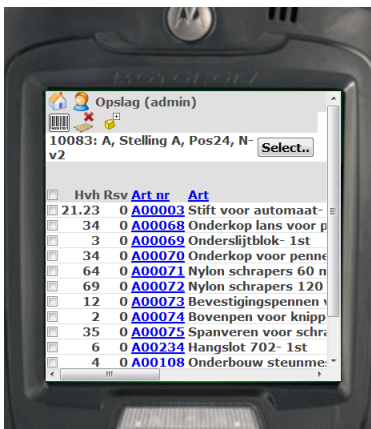 MOTOROLA
Opslag (admin)
10083: A, Stelling A, Pos24, N-
v2
Select..
Hvh Rsv Art nr Art
21.23 0 A00003 Stift voor automaat-
34 0 A00068 Onderkop lans voor p
3 0 A00069 Onderslijtblok- 1st
34 0 A00070 Onderkop voor penne
64 0 A00071 Nylon schrapers 60 m
69 0 A00072 Nylon schrapers 120
12 0 A00073 Bevestigingspennen v
2 0 A00074 Bovenpen voor knipp
35 0 A00075 Spanveren voor schra
6 0 A00234 Hangslot 702- 1st
4 0 A00108 Onderbouw steunmes